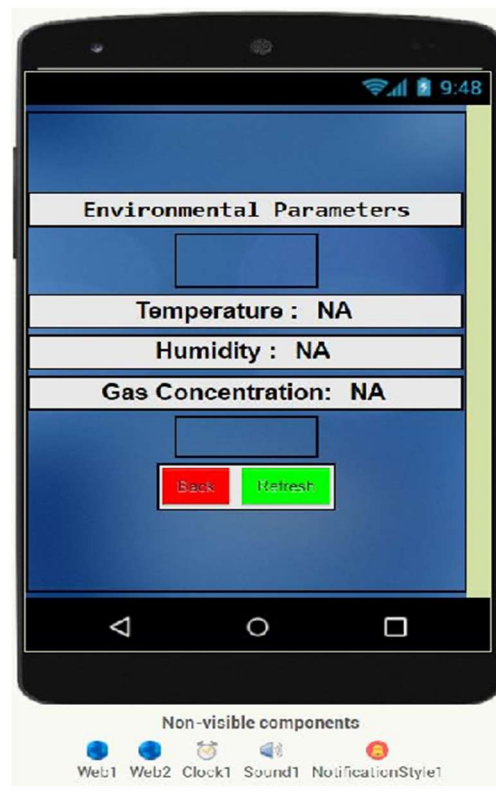 9:48
Environmental Parameters
Temperature : NA
Humidity : NA
Gas Concentration: NA
Back Refresh
Non-visible components
Web1 Web2 Clock1 Sound1 NotificationStyle1